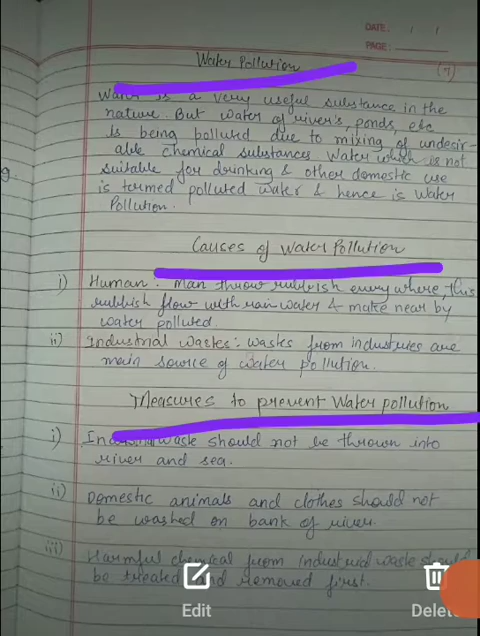 DATE: / /
PAGE:
(7)
Water Pollution
Water is a very useful substance in the
nature. But water of river's, ponds, etc
is being polluted due to mixing of undesir-
able chemical substances Water which is not
suitable for drinking & other domestic use
is termed polluted water & hence is Water
Pollution.
Causes of Water Pollution
i) Human : Man throw rubbish everywhere, this
rubbish flow with rain water & make near by
water polluted.
ii) Industrial wastes: wastes from industries are
main source of water pollution.
Measures to prevent Water pollution
i) waste should not be thrown into
river and sea.
ii) Domestic animals and clothes should not
be washed on bank of river.
iii) Harmful chemical from industrial waste should
be treated and removed first.
Edit
Delete